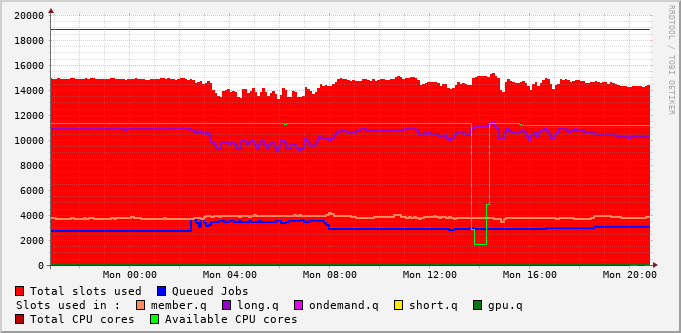 20000
18000
16000
14000
12000
10000
8000
6000
4000
2000
0
Mon 00:00 Mon 04:00 Mon 08:00 Mon 12:00 Mon 16:00 Mon 20:00
Total slots used Queued Jobs
Slots used in : member.q long.q ondemand.q short.q gpu.q
Total CPU cores Available CPU cores
RRDTOOL / TOBI OETIKER